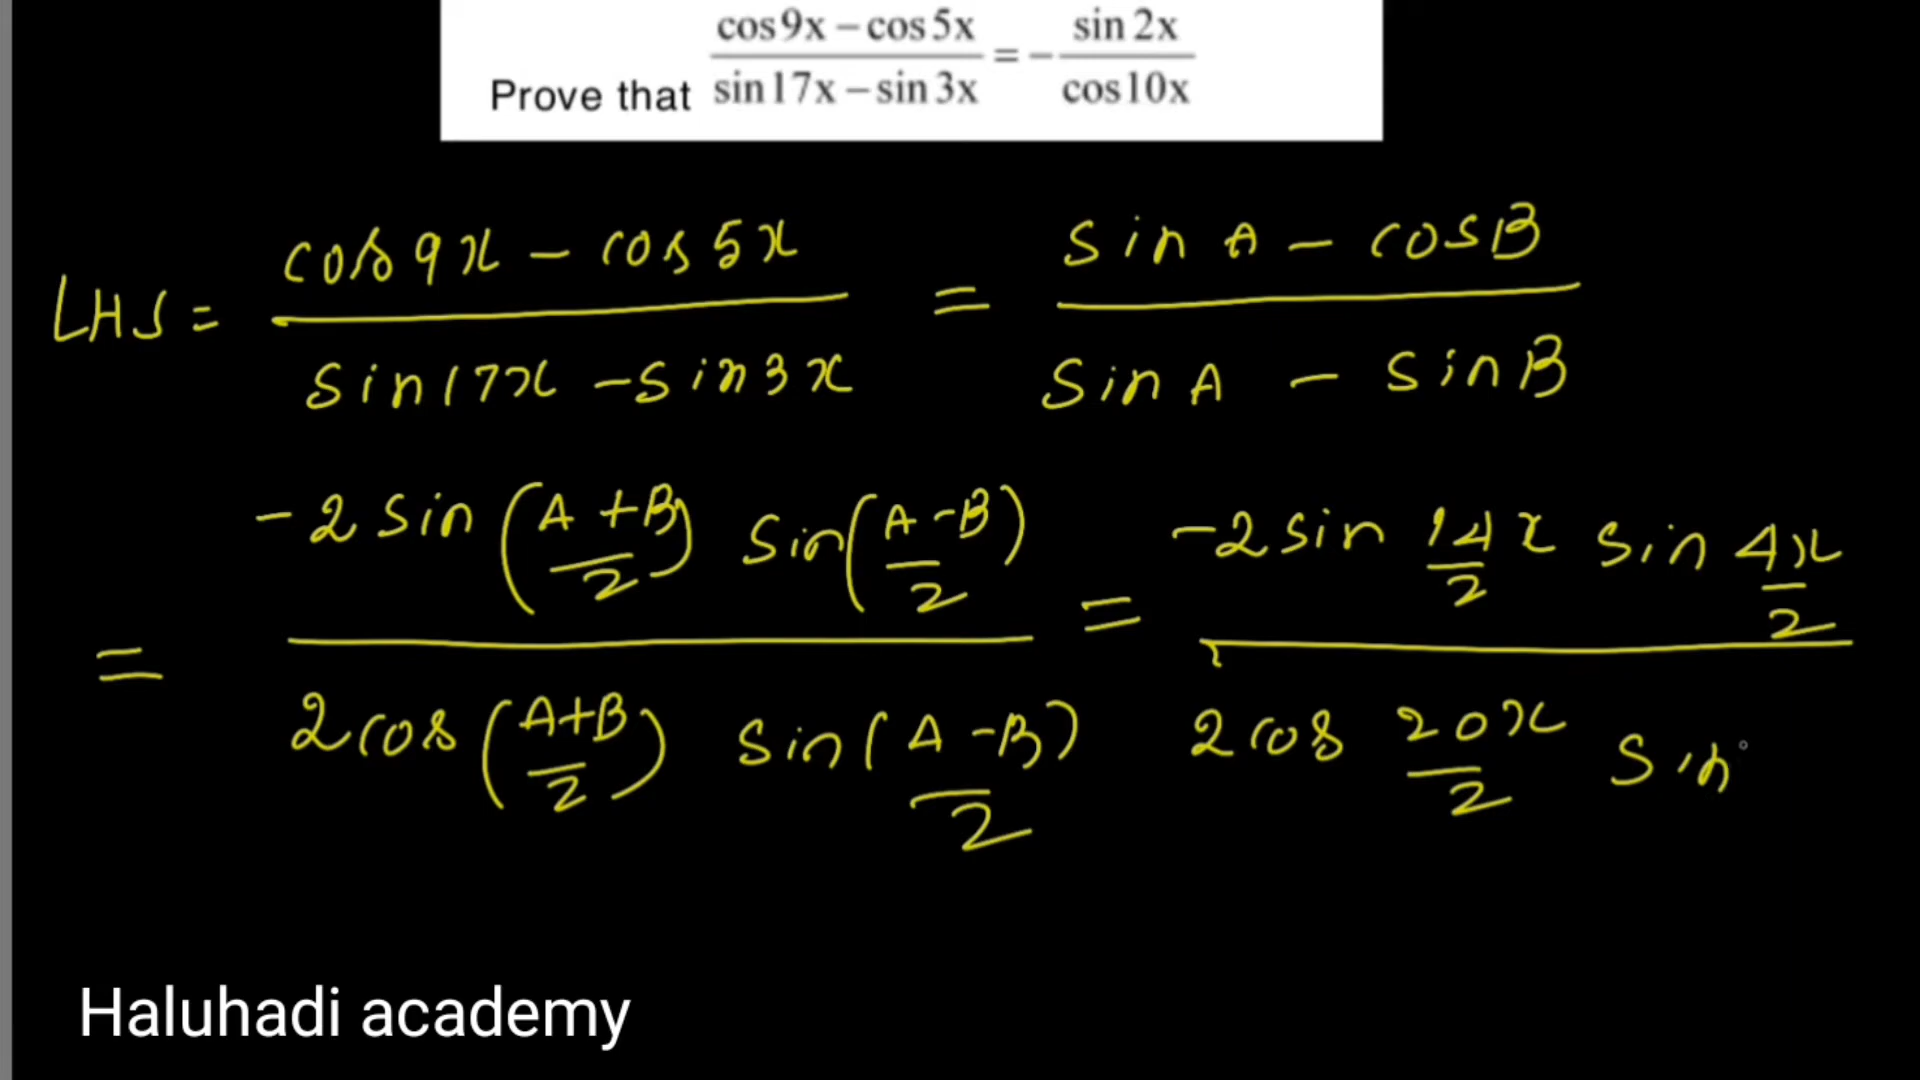 Prove that (cos 9x – cos 5x)/(sin 17x – sin 3x) = – (sin 2x)/(cos 10x)
LHS = (cos 9x – cos 5x)/(sin 17x – sin 3x) = (sin A – cos B)/(sin A – sin B)
= (-2 sin ((A+B)/2) sin ((A-B)/2))/(2 cos ((A+B)/2) sin ((A-B)/2)) = (-2 sin 14/2 x sin 4x/2)/(2 cos 20x/2 sin
Haluhadi academy